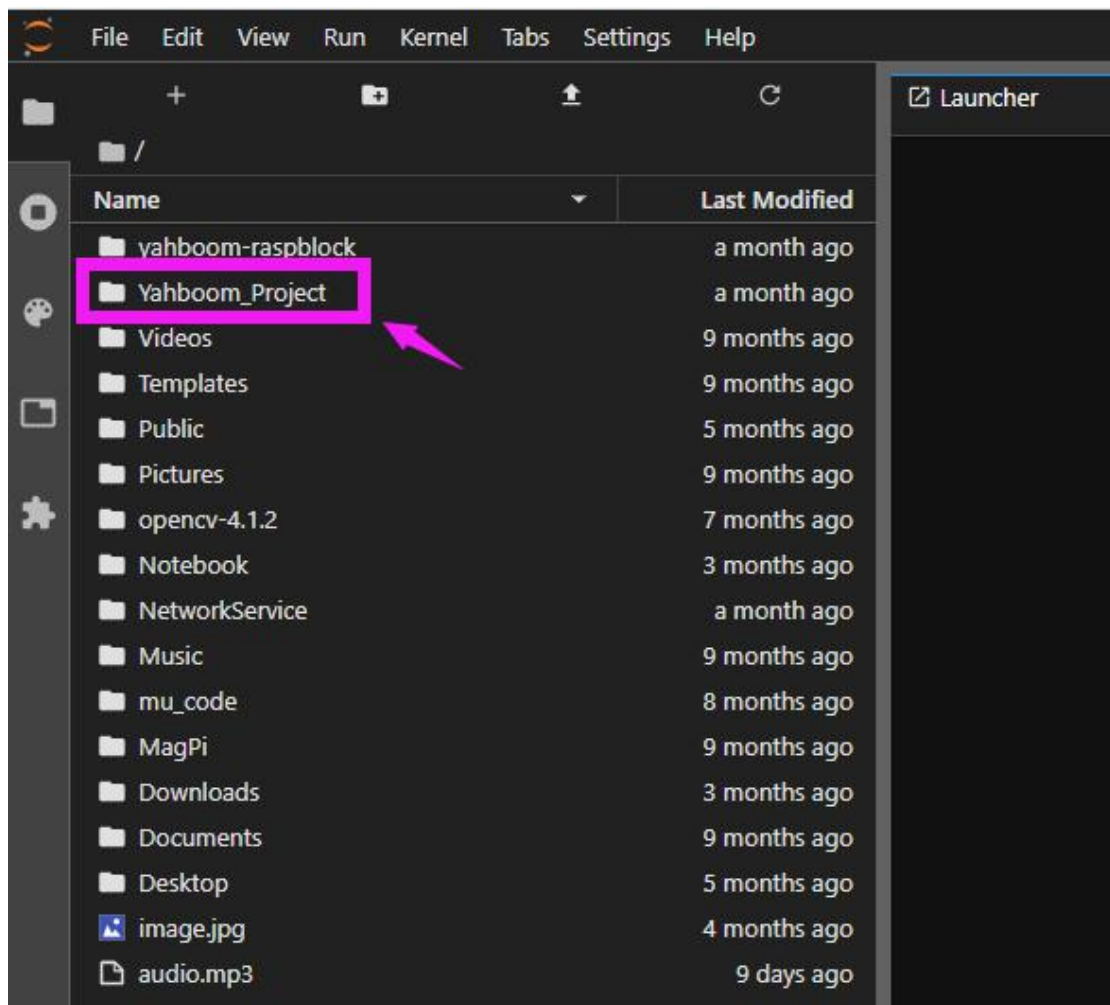 File Edit View Run Kernel Tabs Settings Help
Launcher
/
Name Last Modified
yahboom-raspblock a month ago
Yahboom_Project a month ago
Videos 9 months ago
Templates 9 months ago
Public 5 months ago
Pictures 9 months ago
opencv-4.1.2 7 months ago
Notebook 3 months ago
NetworkService a month ago
Music 9 months ago
mu_code 8 months ago
MagPi 9 months ago
Downloads 3 months ago
Documents 9 months ago
Desktop 5 months ago
image.jpg 4 months ago
audio.mp3 9 days ago